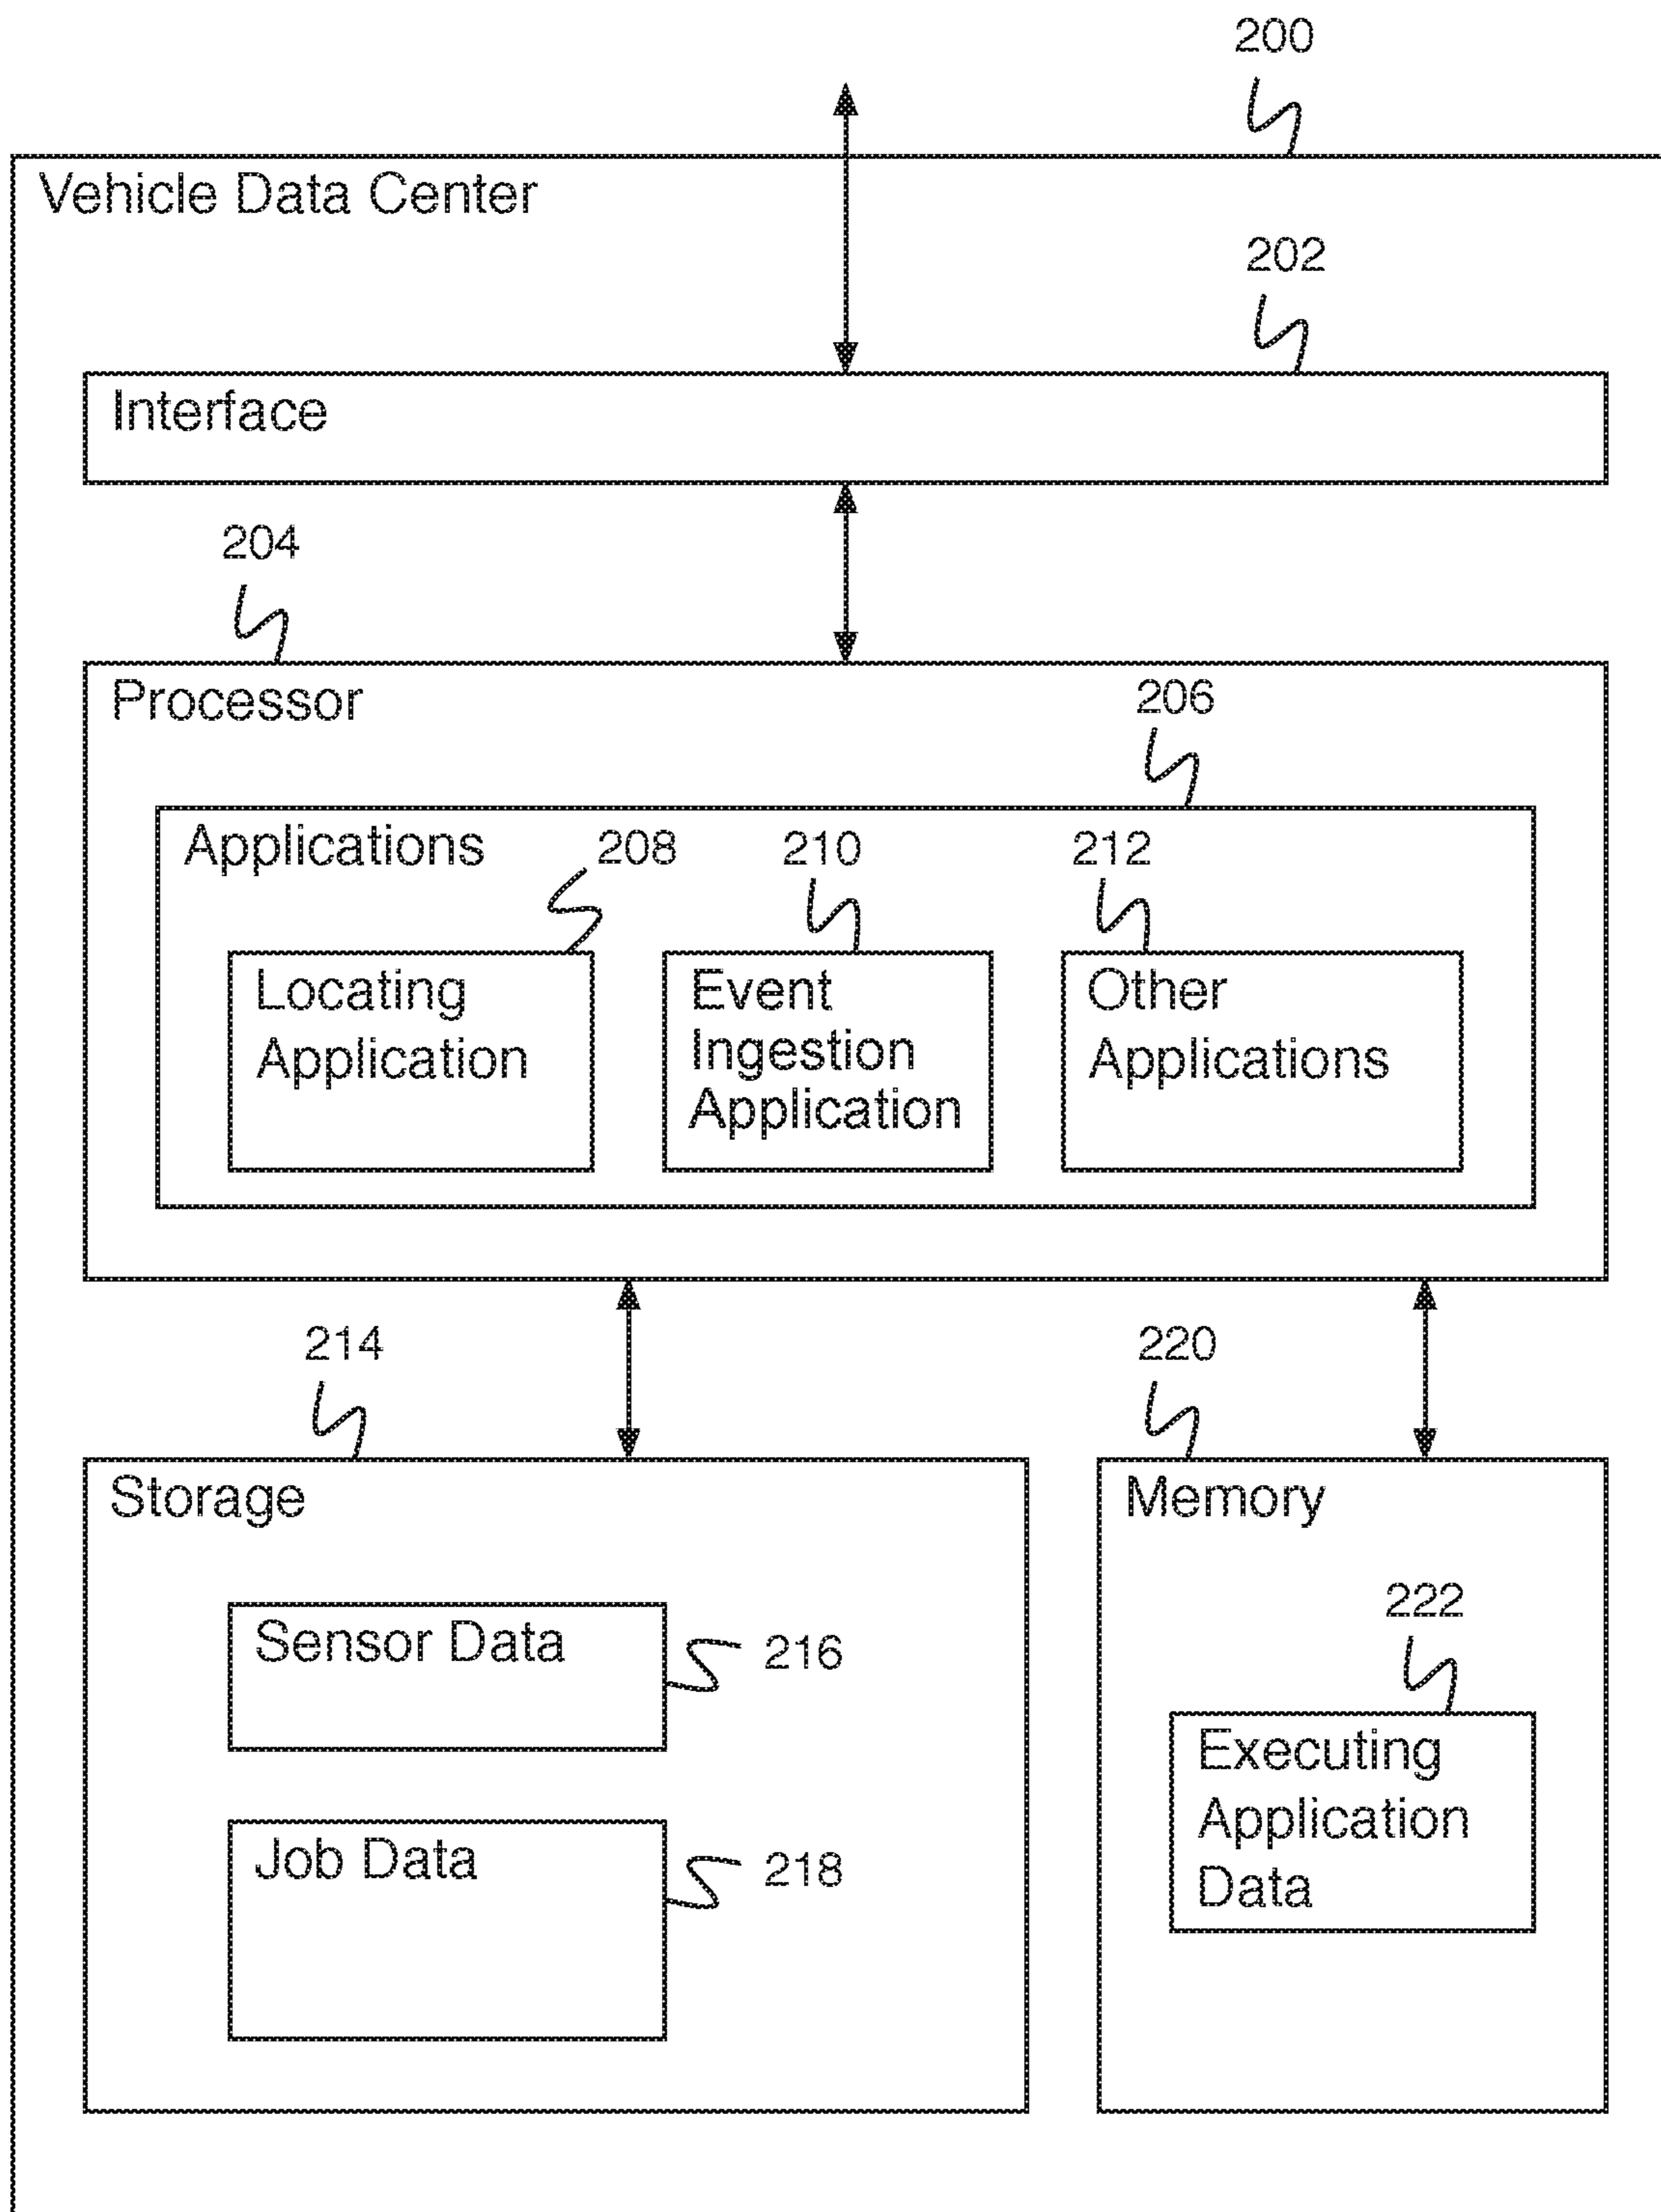 200
Vehicle Data Center
202
Interface
204
Processor
206
Applications
208
210
212
Locating
Application
Event
Ingestion
Application
Other
Applications
214
220
Storage
Memory
Sensor Data
216
222
Executing
Application
Data
Job Data
218